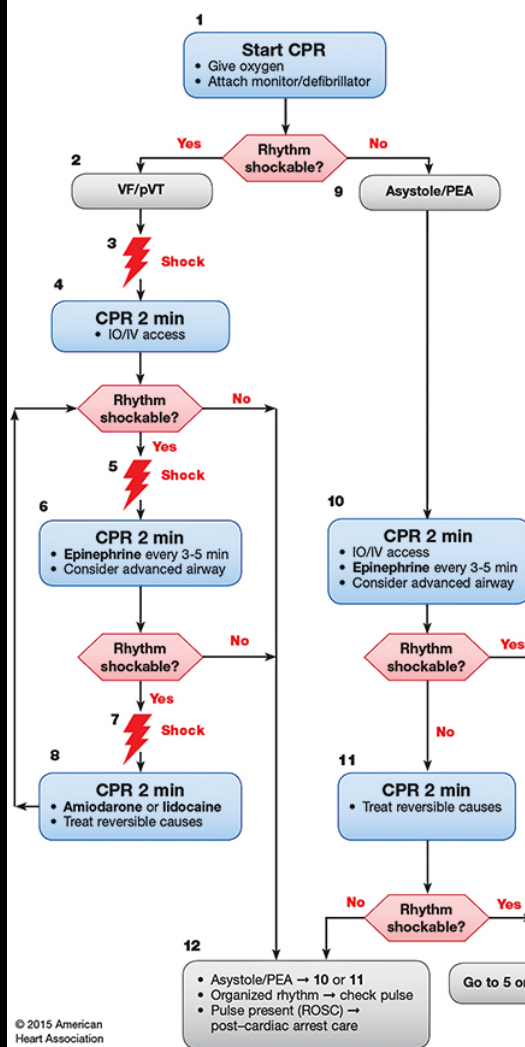 1
Start CPR
• Give oxygen
• Attach monitor/defibrillator
Yes
Rhythm
shockable?
No
2
VF/pVT
9
Asystole/PEA
3
Shock
4
CPR 2 min
• IO/IV access
Rhythm
shockable?
No
Yes
5
Shock
6
CPR 2 min
• Epinephrine every 3-5 min
• Consider advanced airway
10
CPR 2 min
• IO/IV access
• Epinephrine every 3-5 min
• Consider advanced airway
Rhythm
shockable?
No
Yes
7
Shock
Rhythm
shockable?
Yes
No
8
CPR 2 min
• Amiodarone or lidocaine
• Treat reversible causes
11
CPR 2 min
• Treat reversible causes
No
Rhythm
shockable?
Yes
12
• Asystole/PEA → 10 or 11
• Organized rhythm → check pulse
• Pulse present (ROSC) →
post–cardiac arrest care
Go to 5 or
© 2015 American
Heart Association